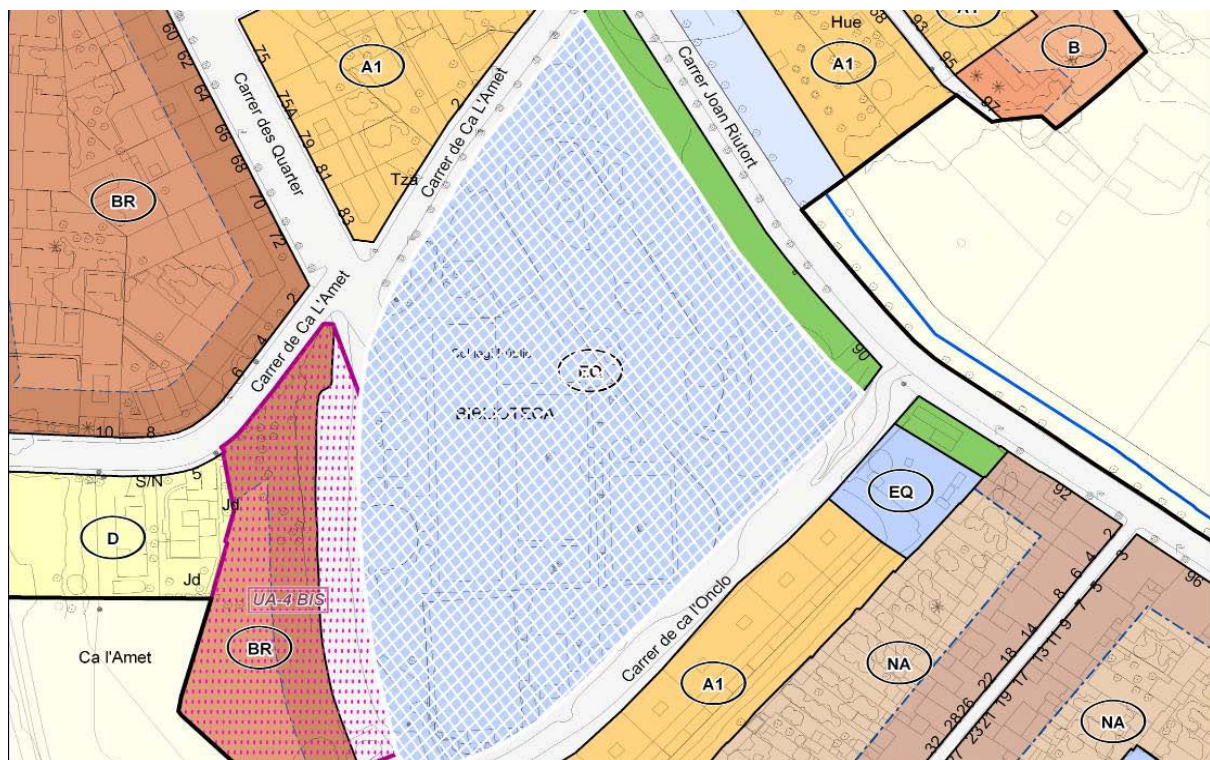 60
62
64
66
68
70
72
75
75A
79
81
83
Carrer des Quarter
A1
2
Tza
Carrer de Ca L'Amet
Carrer Joan Riutort
Hue
58
93
95
97
A1
A1
B
BR
Carrer de Ca L'Amet
2
4
6
8
10
S/N
5
Jd
D
Jd
UA-4 BIS
BR
Ca l'Amet
EQ
BIBLIOTECA
90
EQ
92
A1
Carrer de ca l'Onclo
NA
NA
2
4
6
8
14
18
22
26
28
32
3
5
7
9
11
13
17
19
21
23
96